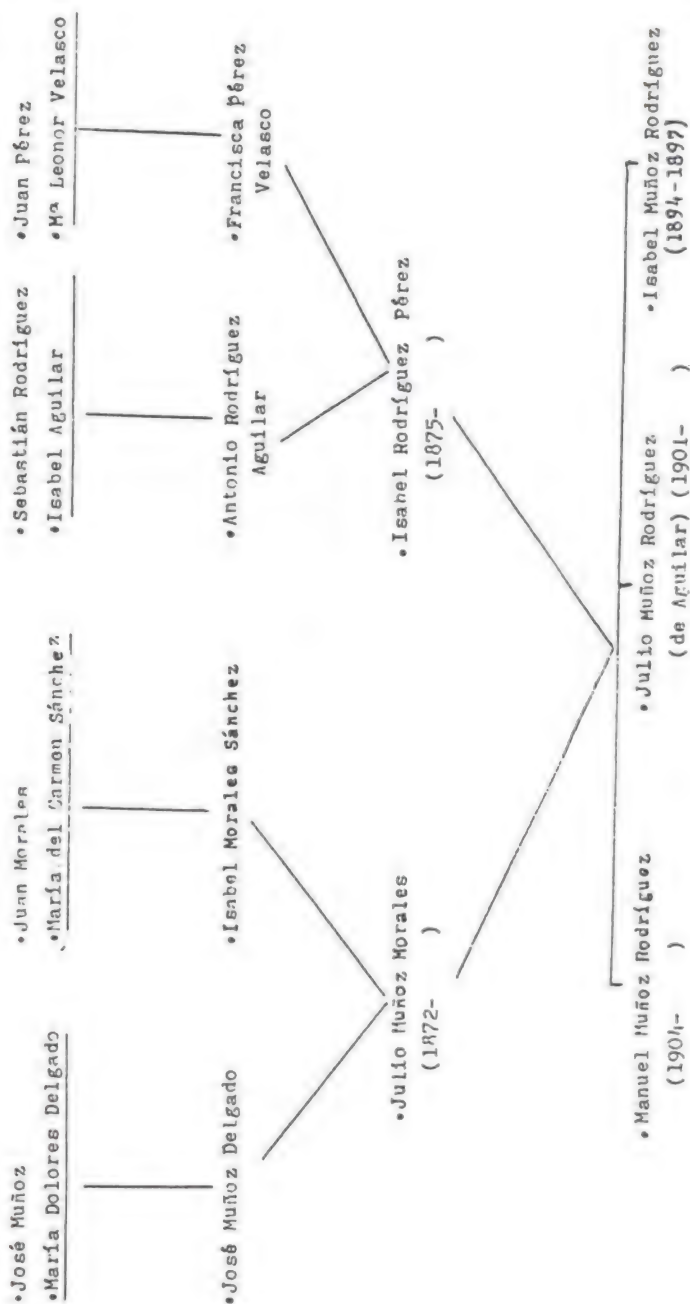 •José Muñoz
•María Dolores Delgado
•Juan Morales
•María del Carmen Sánchez
•Sebastián Rodríguez
•Isabel Aguilar
•Juan Pérez
•Mª Leonor Velasco
•José Muñoz Delgado
•Isabel Morales Sánchez
•Antonio Rodríguez
Aguilar
•Francisca Pérez
Velasco
•Julio Muñoz Morales
(1872-    )
•Isabel Rodríguez Pérez
(1875-    )
•Manuel Muñoz Rodríguez
(1904-    )
•Julio Muñoz Rodríguez
(de Aguilar) (1901-    )
•Isabel Muñoz Rodríguez
(1894-1897)